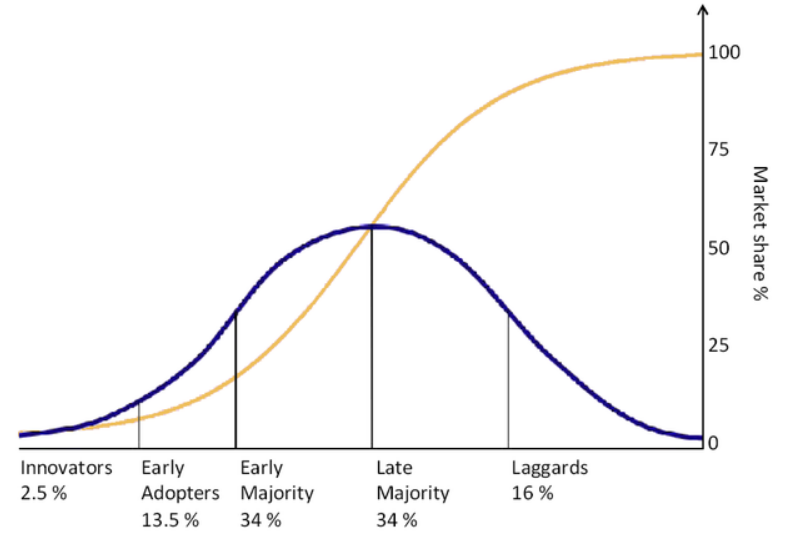 100
75
50
25
0
Market share %
Innovators
2.5 %
Early
Adopters
13.5 %
Early
Majority
34 %
Late
Majority
34 %
Laggards
16 %